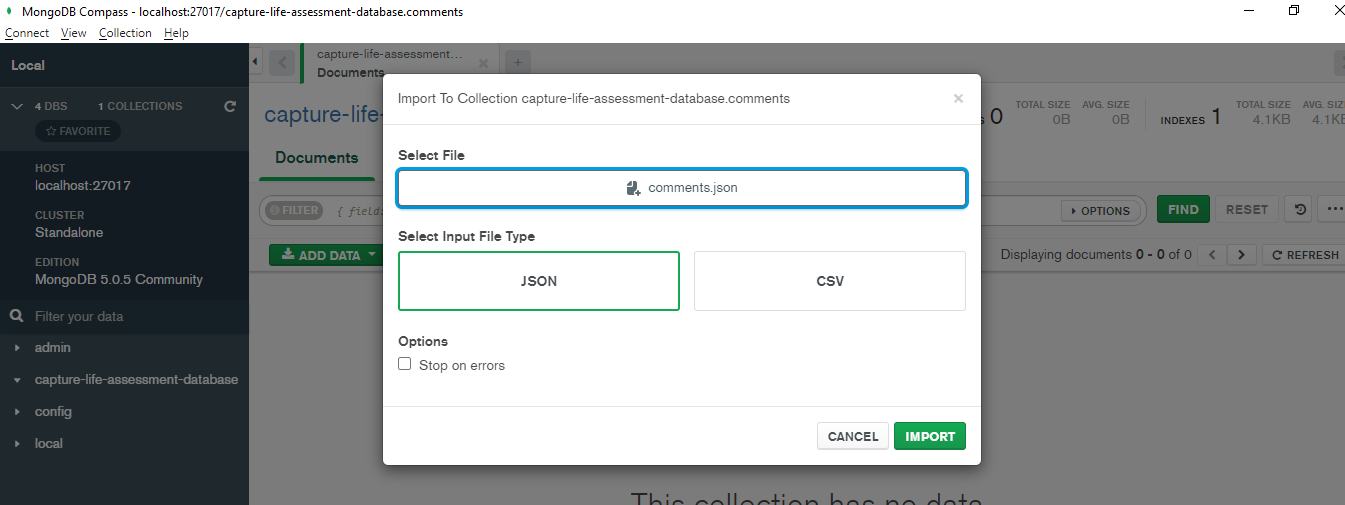 MongoDB Compass - localhost:27017/capture-life-assessment-database.comments
Connect View Collection Help
Local
4 DBS 1 COLLECTIONS
FAVORITE
HOST
localhost:27017
CLUSTER
Standalone
EDITION
MongoDB 5.0.5 Community
Filter your data
admin
capture-life-assessment-database
config
local
capture-life-assessment...
Documents
capture-life-
0
TOTAL SIZE
0B
AVG. SIZE
0B
INDEXES 1
TOTAL SIZE
4.1KB
AVG. SIZ
4.1K
Documents
FILTER { field:
OPTIONS
FIND
RESET
ADD DATA
Displaying documents 0 - 0 of 0
REFRESH
Import To Collection capture-life-assessment-database.comments
Select File
comments.json
Select Input File Type
JSON CSV
Options
Stop on errors
CANCEL IMPORT
This collection has no data